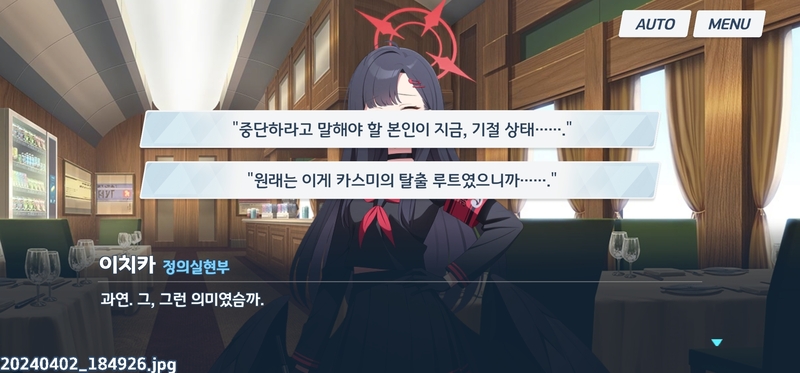 AUTO
MENU
"중단하라고 말해야 할 본인이 지금, 기절 상태……."
"원래는 이게 카스미의 탈출 루트였으니까……."
이치카 정의실현부
과연. 그, 그런 의미였슴까.
20240402_184926.jpg